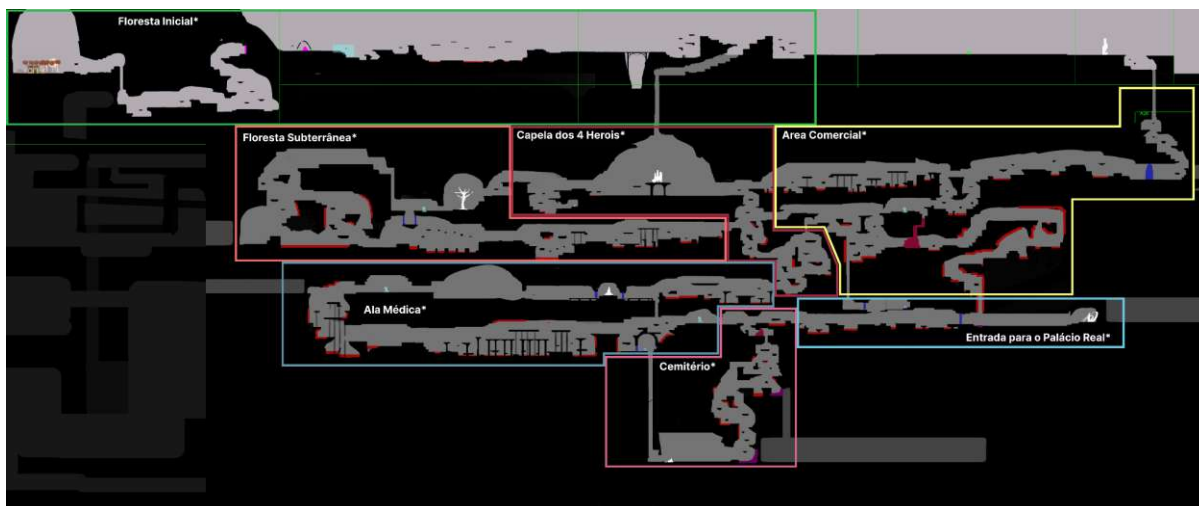 Floresta Inicial*
Floresta Subterrânea*
Capela dos 4 Herois*
Area Comercial*
Ala Médica*
Entrada para o Palácio Real*
Cemitério*